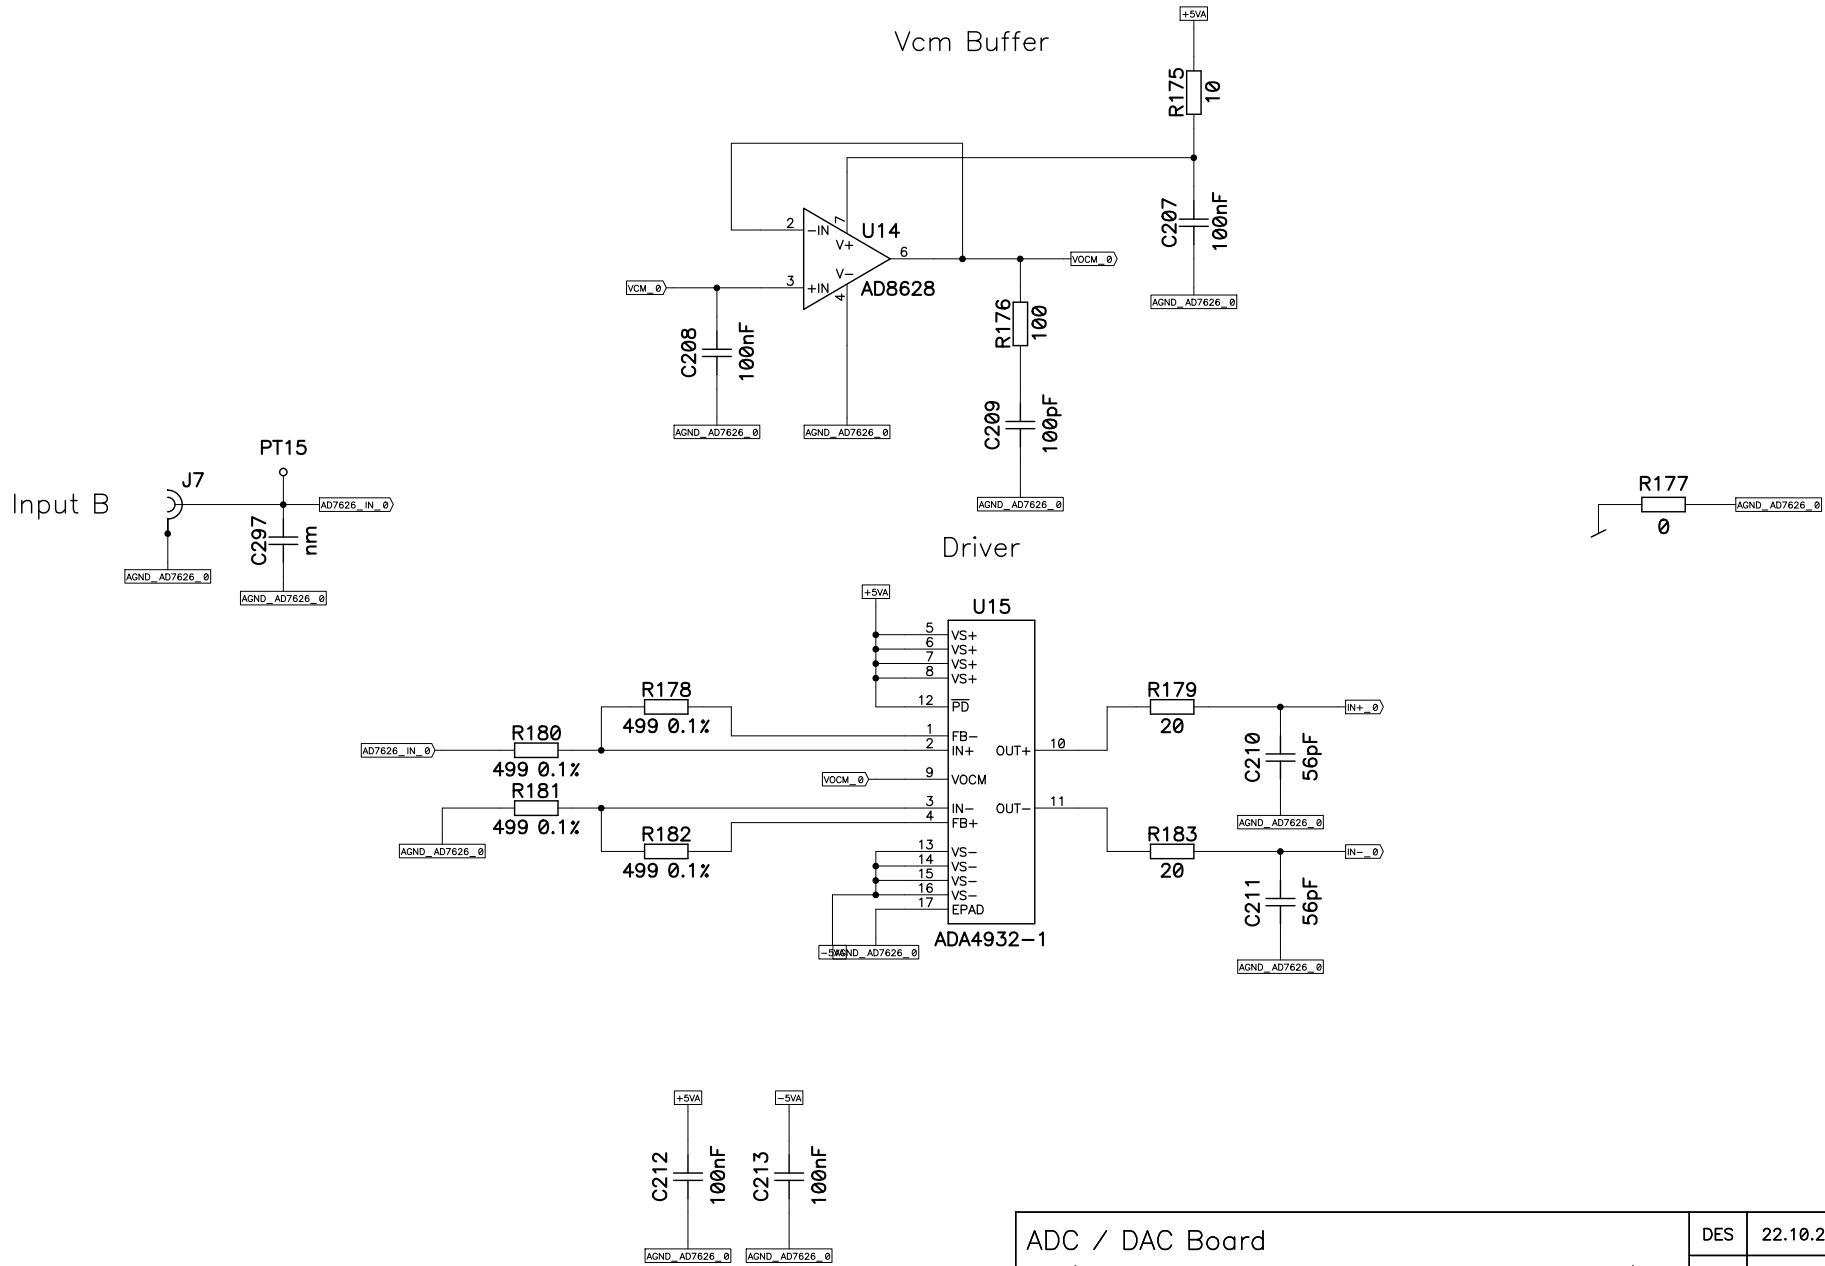 +5VA
Vcm Buffer
R175
10
2
-IN
7
V+
U14
6
C207
100nF
V-
VOCM_0
VCM_0
3
+IN
4
AD8628
AGND_AD7626_0
R176
100
C208
100nF
C209
100pF
AGND_AD7626_0
AGND_AD7626_0
PT15
J7
Input B
AD7626_IN_0
AGND_AD7626_0
R177
0
AGND_AD7626_0
C297
nm
Driver
AGND_AD7626_0
AGND_AD7626_0
+5VA
U15
5
VS+
6
VS+
7
VS+
8
VS+
12
PD
R178
499 0.1%
R179
20
IN+_0
1
FB-
R180
499 0.1%
AD7626_IN_0
2
IN+
OUT+
10
C210
56pF
VOCM_0
9
VOCM
R181
499 0.1%
3
IN-
OUT-
11
4
FB+
AGND_AD7626_0
R182
499 0.1%
AGND_AD7626_0
R183
20
IN-_0
13
VS-
14
VS-
15
VS-
16
VS-
17
EPAD
C211
56pF
ADA4932-1
AGND_AD7626_0
AGND_AD7626_0
+5VA
-5VA
C212
100nF
C213
100nF
AGND_AD7626_0
AGND_AD7626_0
ADC / DAC Board
DES
22.10.2